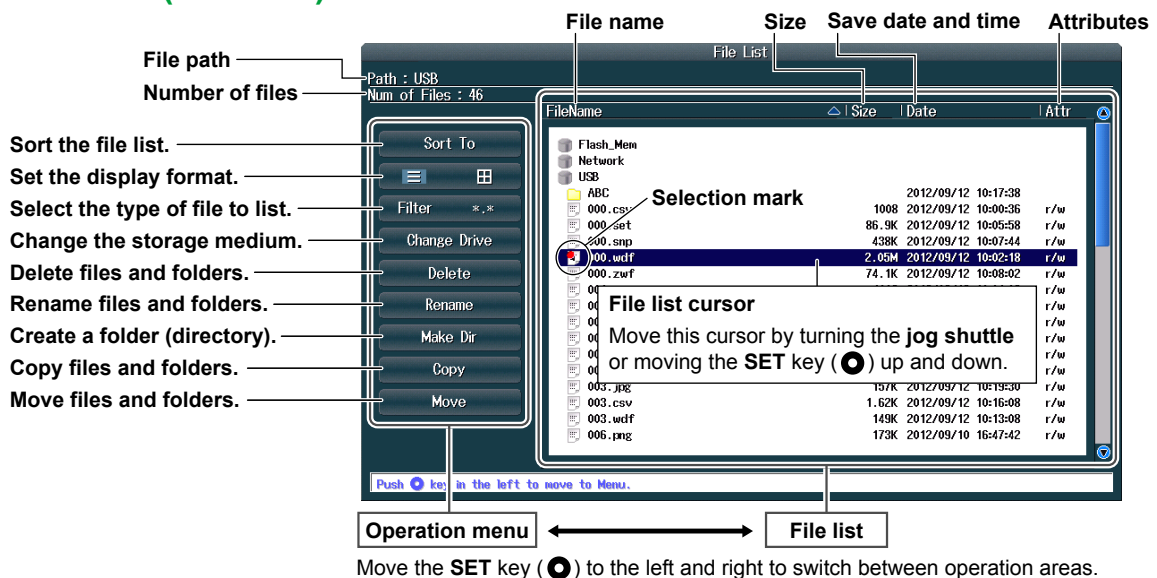 File name Size Save date and time Attributes
File List
File path
Path : USB
Number of files
Num of Files : 46
FileName Size Date Attr
Sort the file list.
Sort To
Set the display format.
Select the type of file to list.
Filter *.*
Change the storage medium.
Change Drive
Delete files and folders.
Delete
Rename files and folders.
Rename
Create a folder (directory).
Make Dir
Copy files and folders.
Copy
Move files and folders.
Move
Flash_Mem
Network
USB
ABC 2012/09/12 10:17:38
Selection mark
000.csv 1008 2012/09/12 10:00:36 r/w
000.set 86.9K 2012/09/12 10:05:58 r/w
000.snp 438K 2012/09/12 10:07:44 r/w
000.wdf 2.05M 2012/09/12 10:02:18 r/w
000.zwf 74.1K 2012/09/12 10:08:02 r/w
r/w
r/w
r/w
r/w
r/w
File list cursor
Move this cursor by turning the jog shuttle
or moving the SET key ( ) up and down.
003.jpg 157K 2012/09/12 10:19:30 r/w
003.csv 1.62K 2012/09/12 10:16:08 r/w
003.wdf 149K 2012/09/12 10:13:08 r/w
006.png 173K 2012/09/10 16:47:42 r/w
Push key in the left to move to Menu.
Operation menu File list
Move the SET key ( ) to the left and right to switch between operation areas.